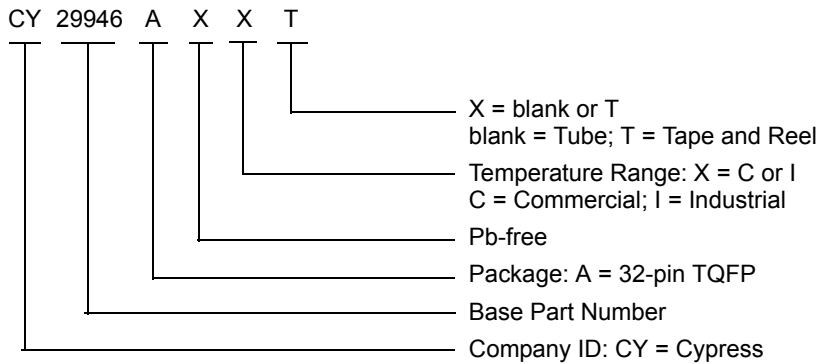 CY 29946 A X X T
X = blank or T
blank = Tube; T = Tape and Reel
Temperature Range: X = C or I
C = Commercial; I = Industrial
Pb-free
Package: A = 32-pin TQFP
Base Part Number
Company ID: CY = Cypress